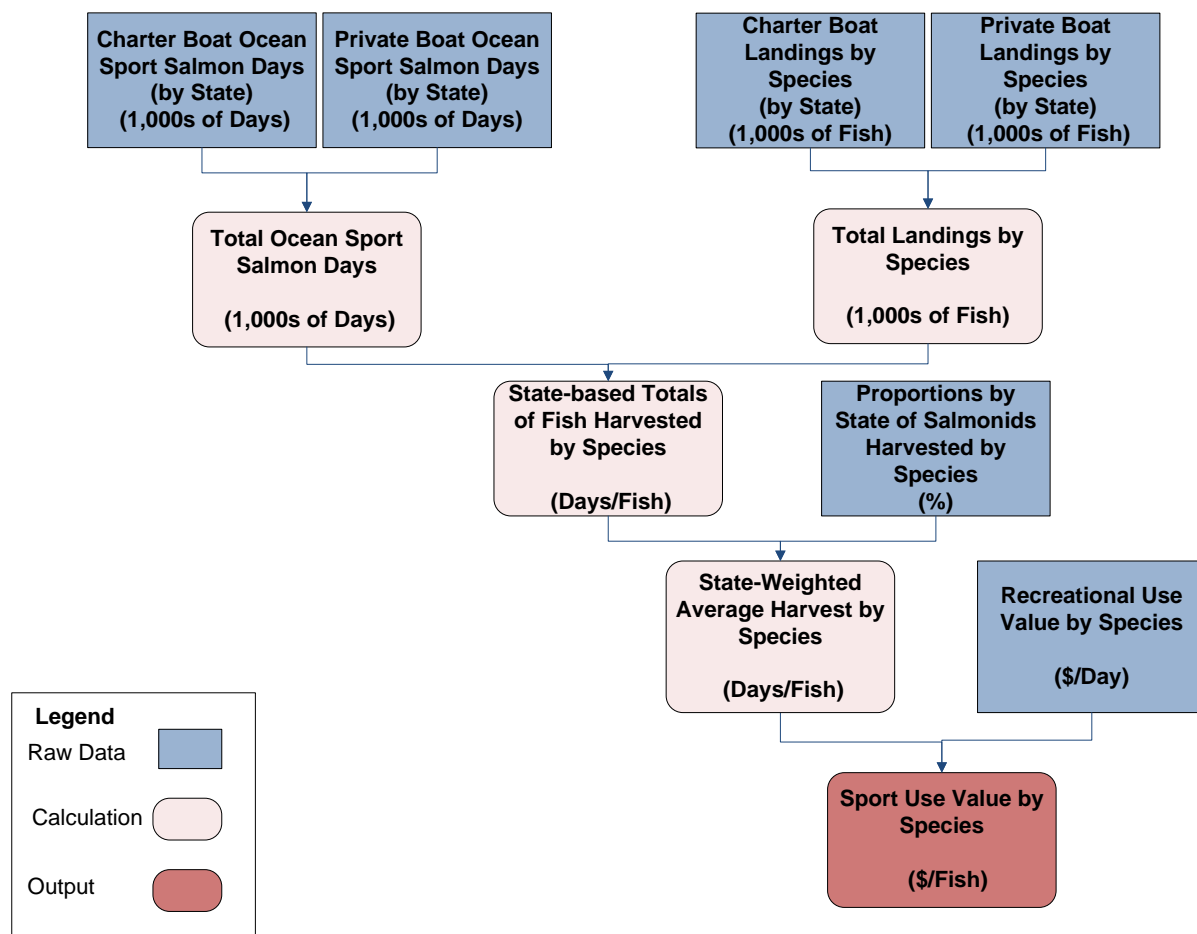 Charter Boat Ocean
Sport Salmon Days
(by State)
(1,000s of Days)
Private Boat Ocean
Sport Salmon Days
(by State)
(1,000s of Days)
Charter Boat
Landings by
Species
(by State)
(1,000s of Fish)
Private Boat
Landings by
Species
(by State)
(1,000s of Fish)
Total Ocean Sport
Salmon Days
(1,000s of Days)
Total Landings by
Species
(1,000s of Fish)
State-based Totals
of Fish Harvested
by Species
(Days/Fish)
Proportions by
State of Salmonids
Harvested by
Species
(%)
State-Weighted
Average Harvest by
Species
(Days/Fish)
Recreational Use
Value by Species
($/Day)
Sport Use Value by
Species
($/Fish)
Legend
Raw Data
Calculation
Output